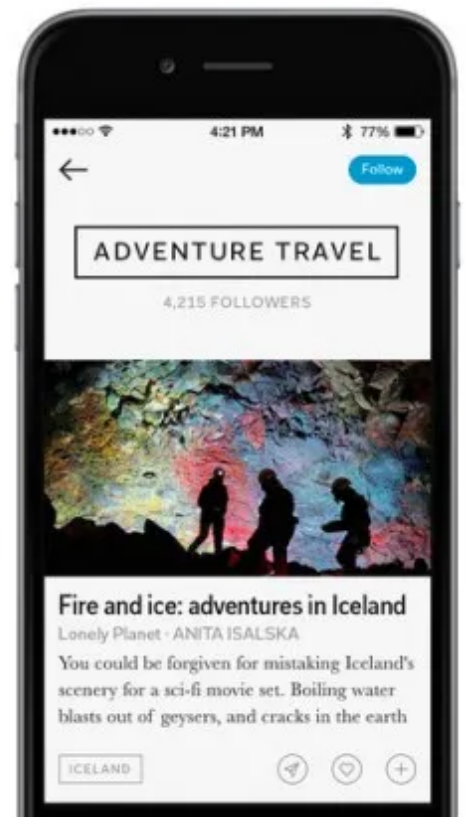 4:21 PM
77%
Follow
ADVENTURE TRAVEL
4,215 FOLLOWERS
Fire and ice: adventures in Iceland
Lonely Planet · ANITA ISALSKA
You could be forgiven for mistaking Iceland's
scenery for a sci-fi movie set. Boiling water
blasts out of geysers, and cracks in the earth
ICELAND